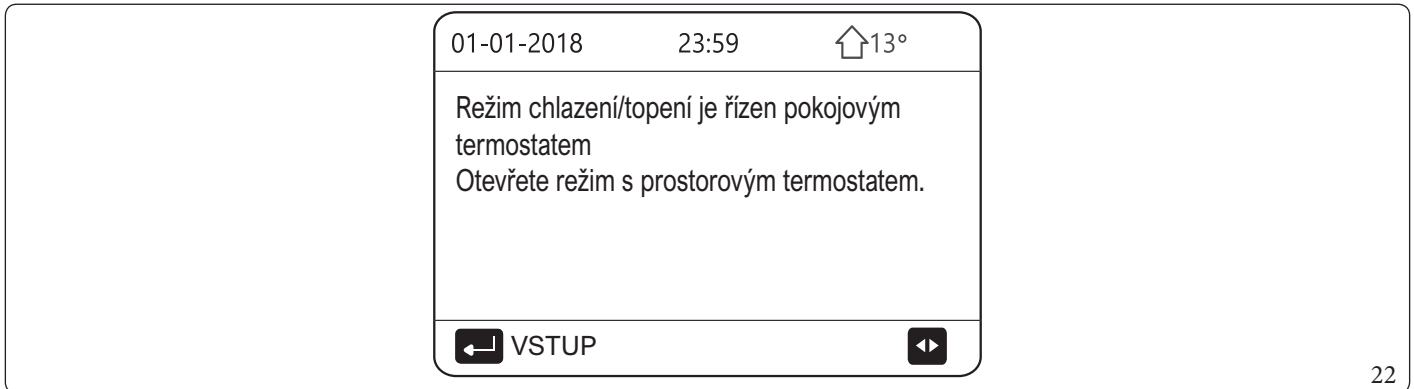 01-01-2018 23:59 13°
Režim chlazení/topení je řízen pokojovým
termostatem
Otevřete režim s prostorovým termostatem.
VSTUP
22